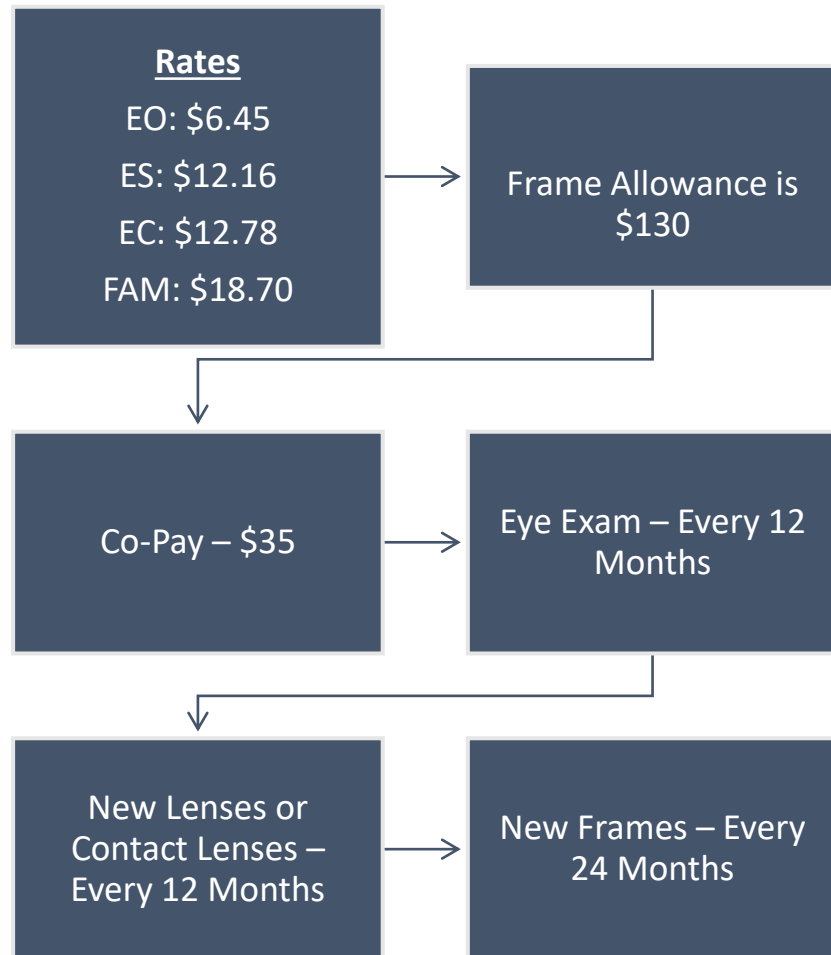 Rates
EO: $6.45
ES: $12.16
EC: $12.78
FAM: $18.70
Frame Allowance is
$130
Co-Pay – $35
Eye Exam – Every 12
Months
New Lenses or
Contact Lenses –
Every 12 Months
New Frames – Every
24 Months